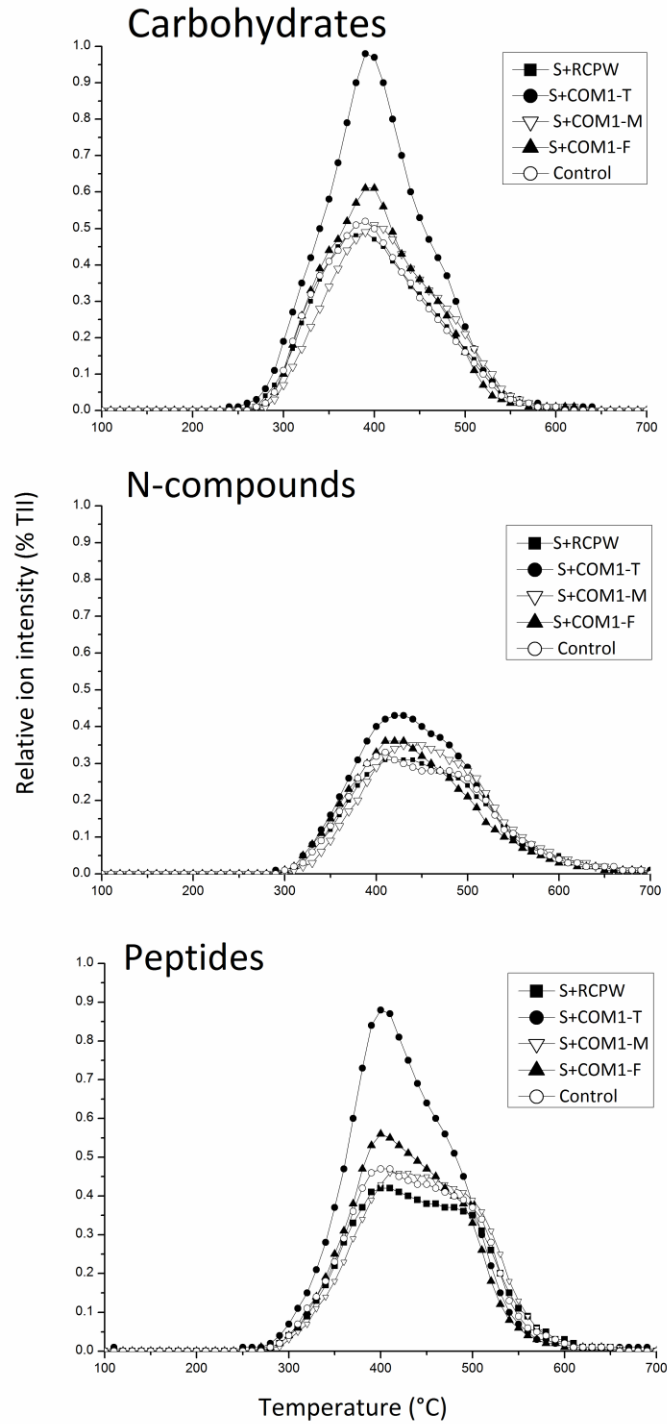 Carbohydrates
S+RCPW
S+COM1-T
S+COM1-M
S+COM1-F
Control
1.0
0.9
0.8
0.7
0.6
0.5
0.4
0.3
0.2
0.1
0.0
100 200 300 400 500 600 700
N-compounds
S+RCPW
S+COM1-T
S+COM1-M
S+COM1-F
Control
1.0
0.9
0.8
0.7
0.6
0.5
0.4
0.3
0.2
0.1
0.0
100 200 300 400 500 600 700
Relative ion intensity (% TII)
Peptides
S+RCPW
S+COM1-T
S+COM1-M
S+COM1-F
Control
1.0
0.9
0.8
0.7
0.6
0.5
0.4
0.3
0.2
0.1
0.0
100 200 300 400 500 600 700
Temperature (°C)